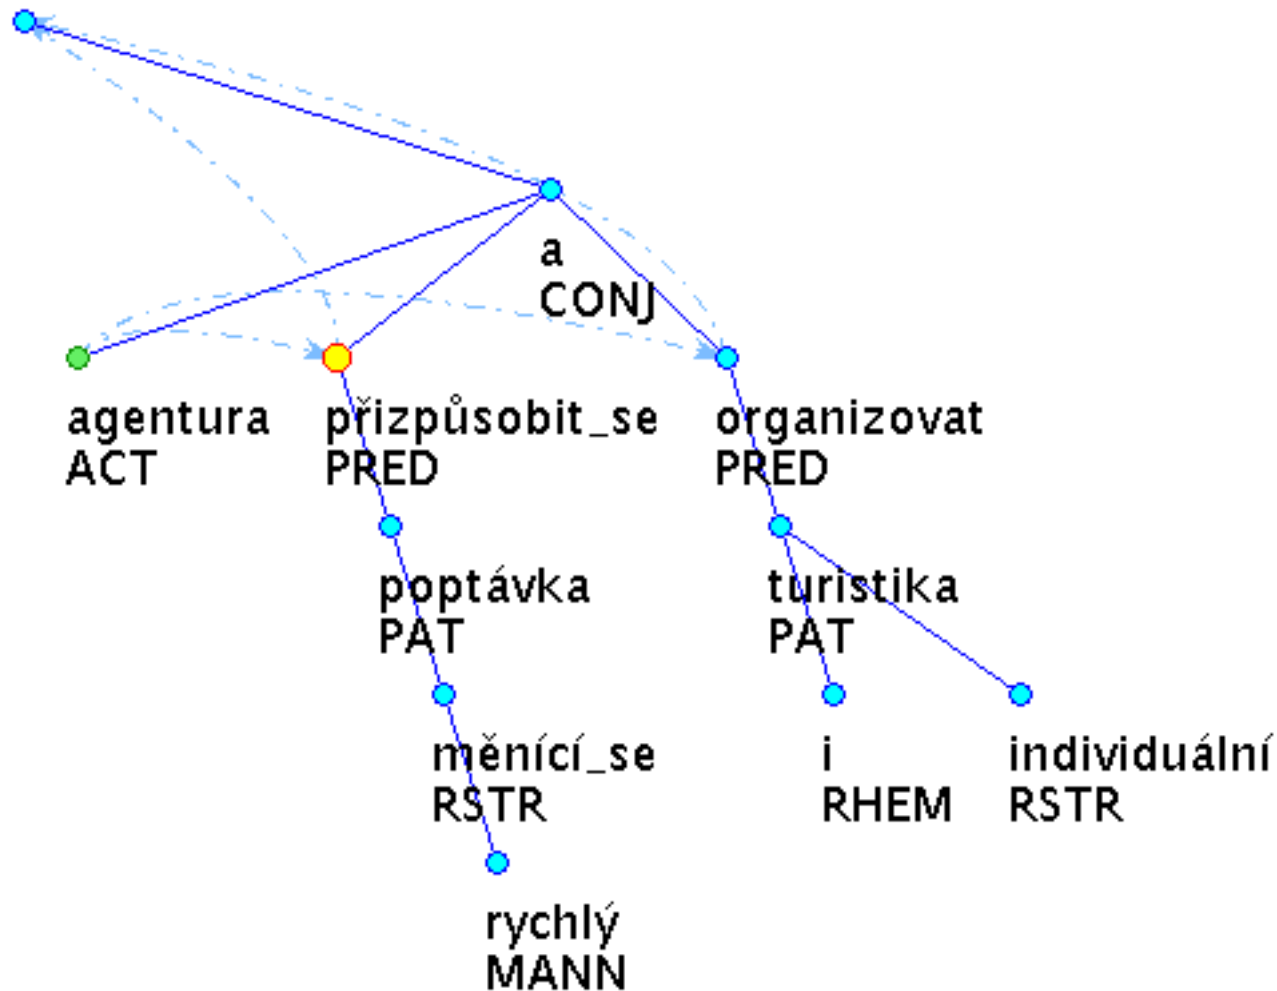 a
CONJ
agentura
ACT
přizpůsobit_se
PRED
organizovat
PRED
poptávka
PAT
turistika
PAT
měnící_se
RSTR
i
RHEM
individuální
RSTR
rychlý
MANN